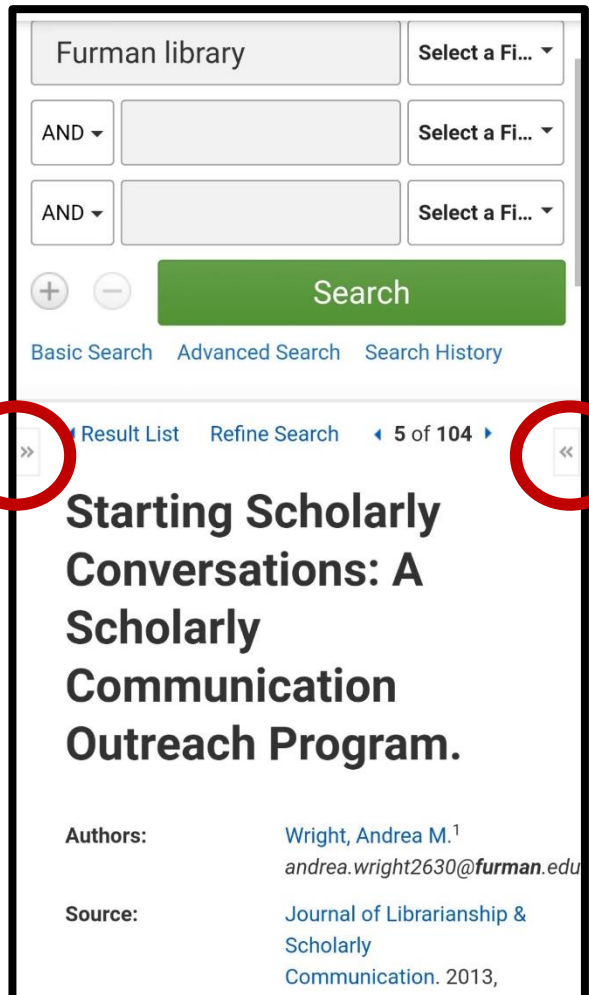 Furman library Select a Fi...
AND Select a Fi...
AND Select a Fi...
+ − Search
Basic Search Advanced Search Search History
» Result List Refine Search 5 of 104 «
Starting Scholarly
Conversations: A
Scholarly
Communication
Outreach Program.
Authors: Wright, Andrea M.1
andrea.wright2630@furman.edu
Source: Journal of Librarianship &
Scholarly
Communication. 2013,